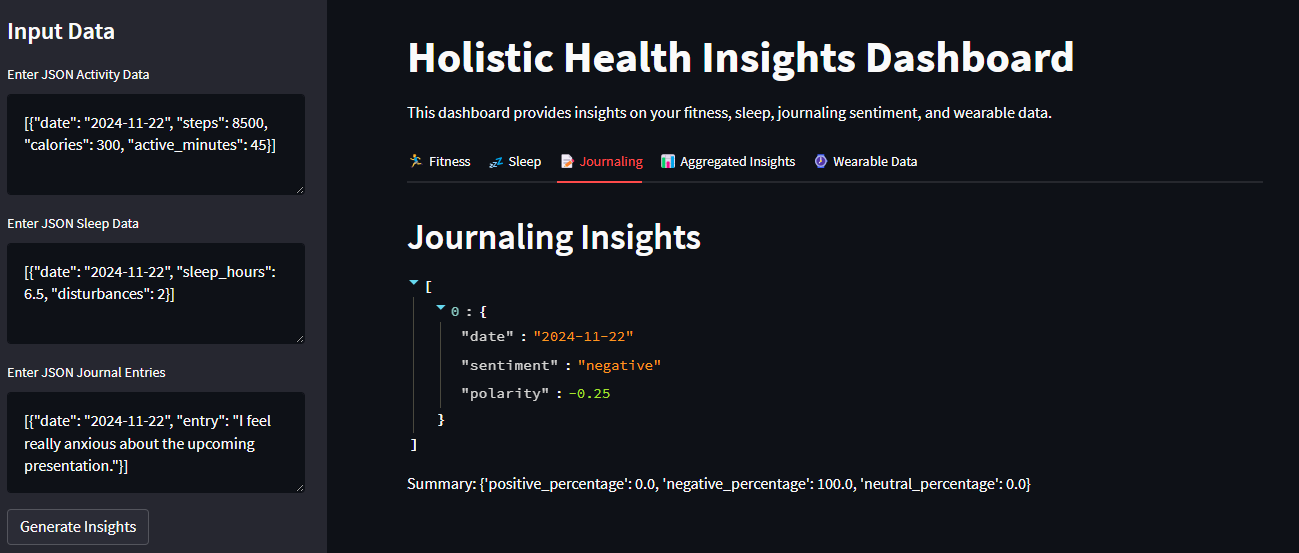 Input Data
Enter JSON Activity Data
[{"date": "2024-11-22", "steps": 8500,
"calories": 300, "active_minutes": 45}]
Enter JSON Sleep Data
[{"date": "2024-11-22", "sleep_hours":
6.5, "disturbances": 2}]
Enter JSON Journal Entries
[{"date": "2024-11-22", "entry": "I feel
really anxious about the upcoming
presentation."}]
Generate Insights
Holistic Health Insights Dashboard
This dashboard provides insights on your fitness, sleep, journaling sentiment, and wearable data.
Fitness Sleep Journaling Aggregated Insights Wearable Data
Journaling Insights
[
0 : {
"date" : "2024-11-22"
"sentiment" : "negative"
"polarity" : -0.25
}
]
Summary: {'positive_percentage': 0.0, 'negative_percentage': 100.0, 'neutral_percentage': 0.0}